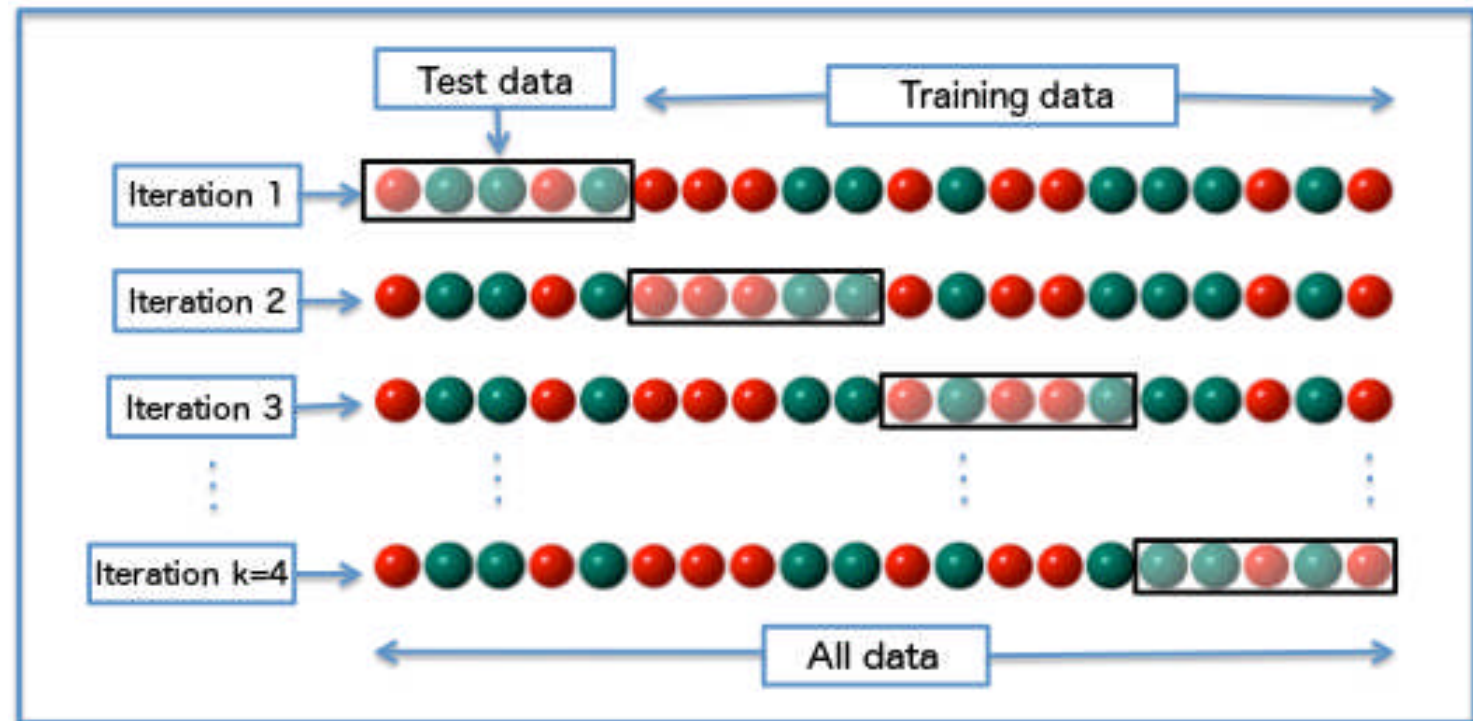 Test data
Training data
Iteration 1
Iteration 2
Iteration 3
Iteration k=4
All data